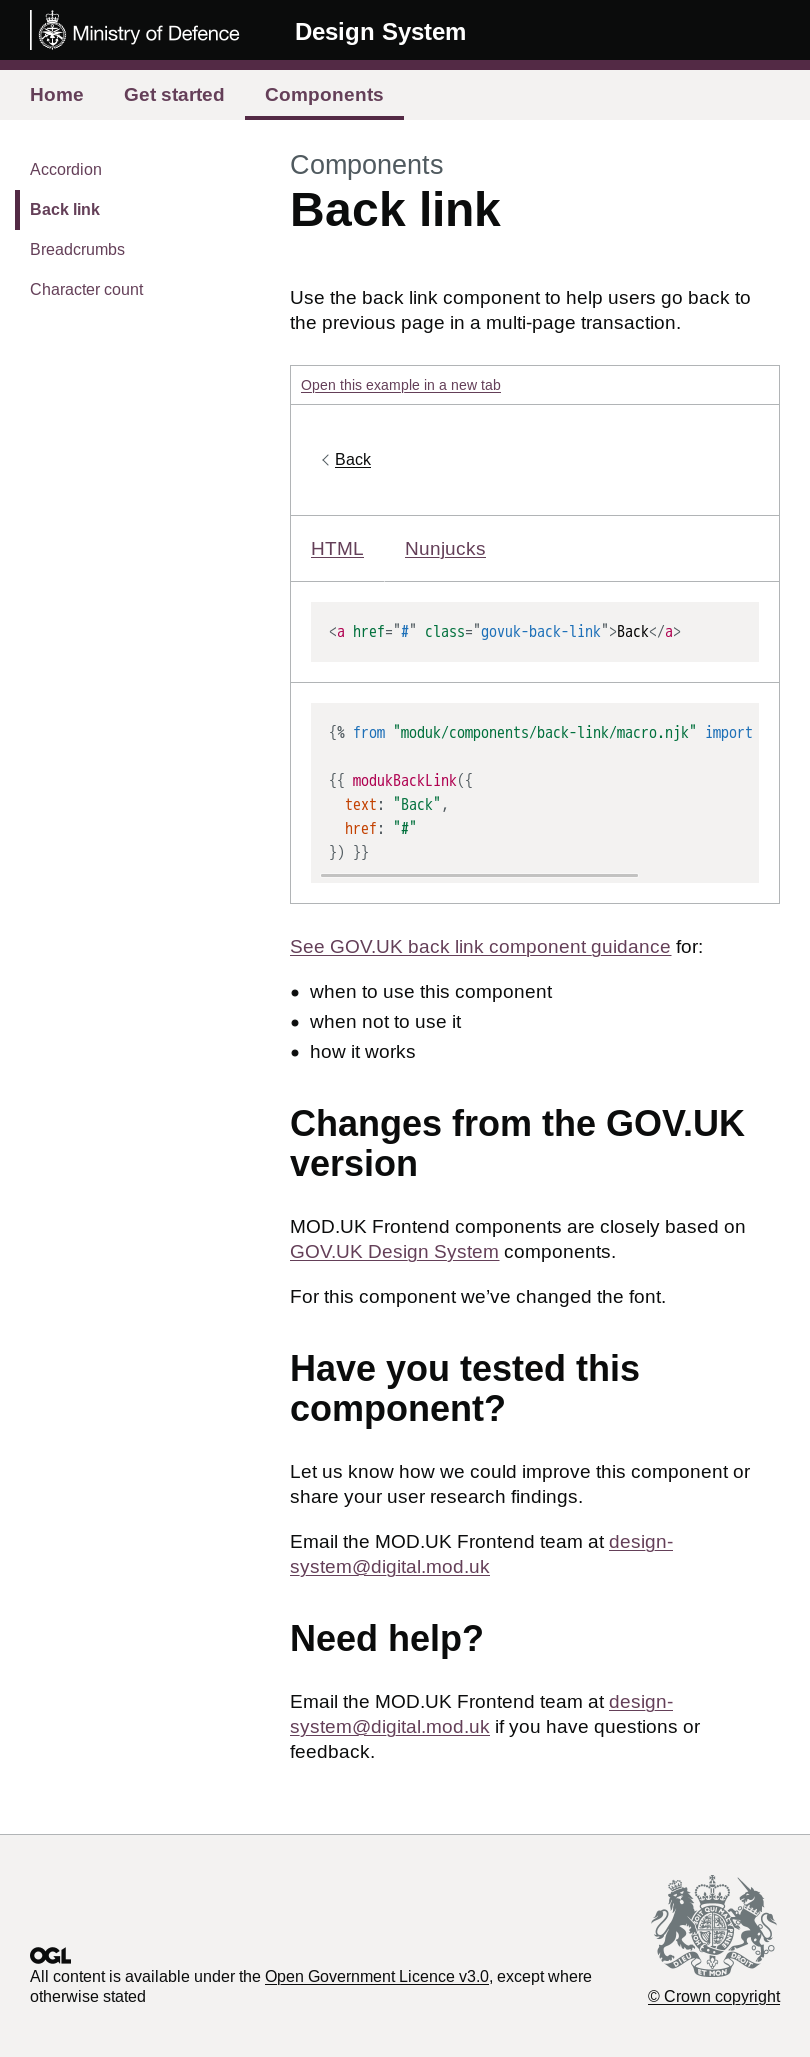 Ministry of Defence
Design System
Home
Get started
Components
Accordion
Back link
Breadcrumbs
Character count
Components
Back link
Use the back link component to help users go back to
the previous page in a multi-page transaction.
Open this example in a new tab
Back
HTML
Nunjucks
<a href="#" class="govuk-back-link">Back</a>
{% from "moduk/components/back-link/macro.njk" import
{{ modukBackLink({
  text: "Back",
  href: "#"
}) }}
See GOV.UK back link component guidance for:
• when to use this component
• when not to use it
• how it works
Changes from the GOV.UK
version
MOD.UK Frontend components are closely based on
GOV.UK Design System components.
For this component we’ve changed the font.
Have you tested this
component?
Let us know how we could improve this component or
share your user research findings.
Email the MOD.UK Frontend team at design-
system@digital.mod.uk
Need help?
Email the MOD.UK Frontend team at design-
system@digital.mod.uk if you have questions or
feedback.
OGL
All content is available under the Open Government Licence v3.0, except where
otherwise stated
© Crown copyright